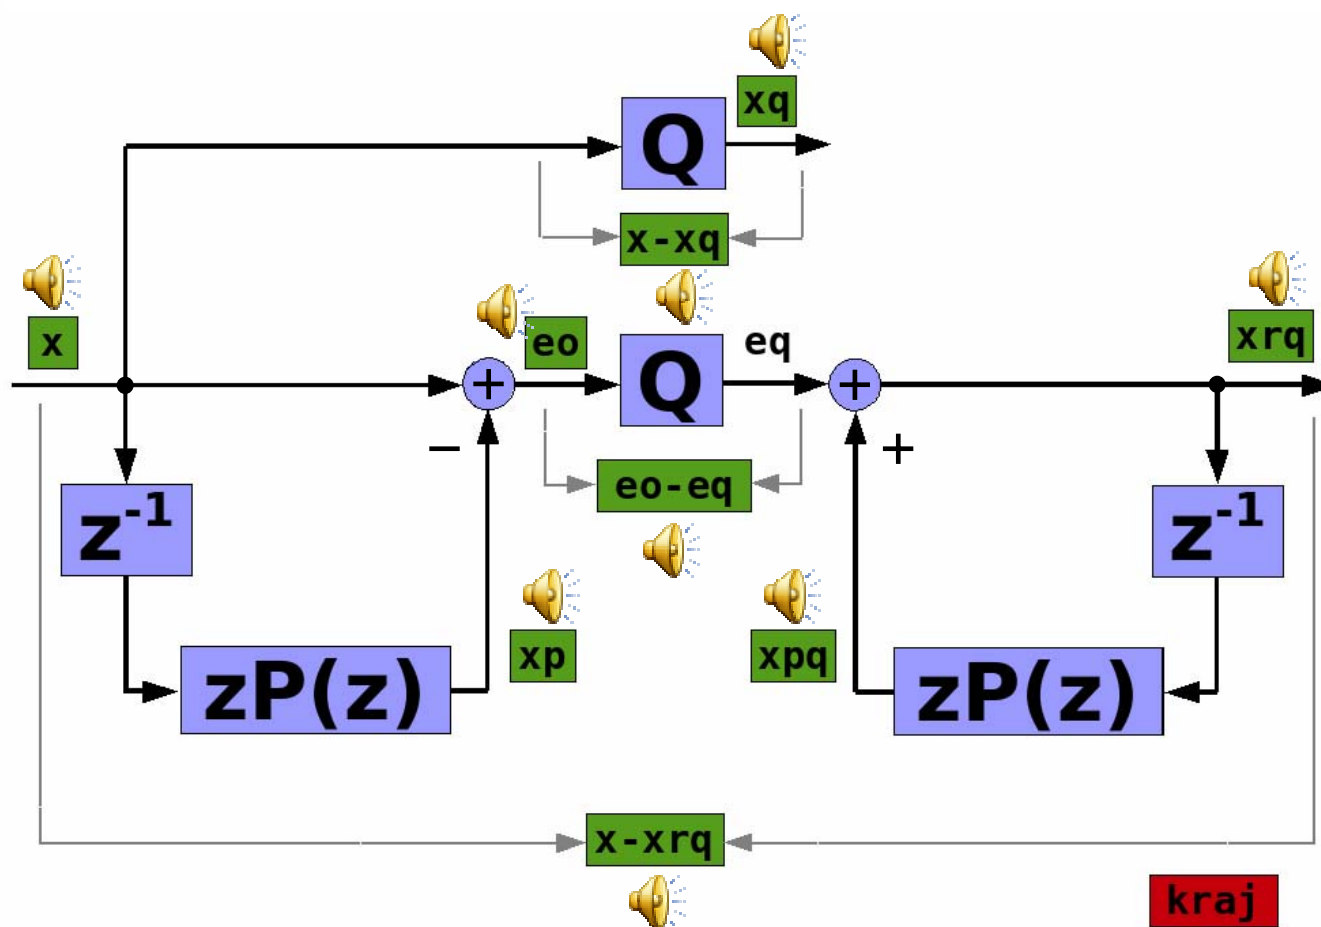 xq
Q
x-xq
x
eo
Q
eq
xrq
+
+
−
+
eo-eq
z-1
z-1
xp
xpq
zP(z)
zP(z)
x-xrq
kraj